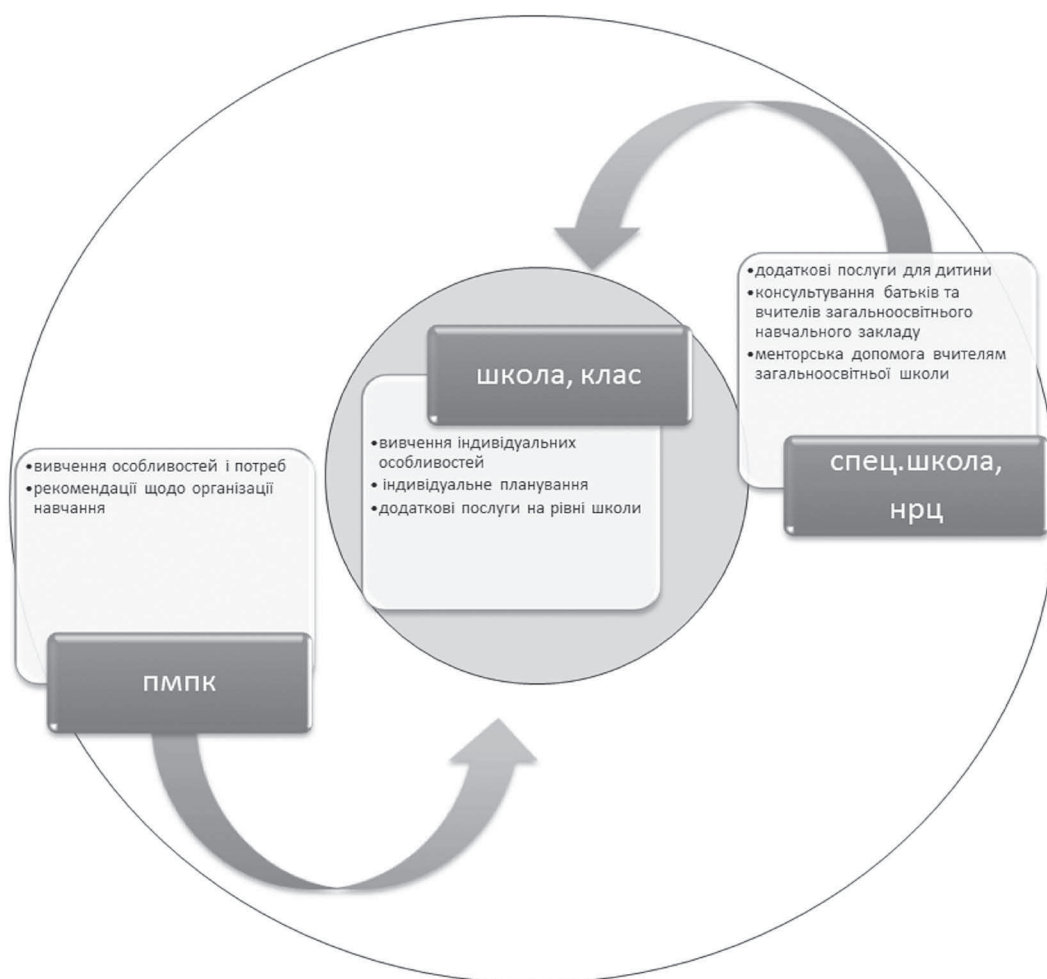 •додаткові послуги для дитини
•консультування батьків та
вчителів загальноосвітнього
навчального закладу
•менторська допомога вчителям
загальноосвітньої школи
спец.школа,
нрц
школа, клас
•вивчення індивідуальних
особливостей
• індивідуальне планування
•додаткові послуги на рівні школи
•вивчення особливостей і потреб
•рекомендації щодо організації
навчання
пмпк